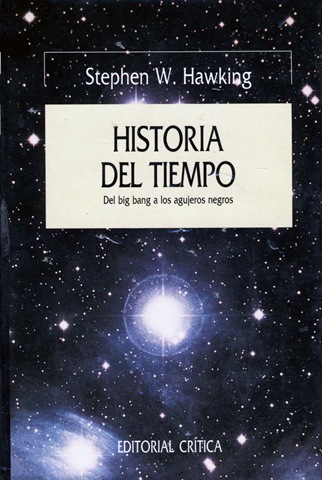 Stephen W. Hawking
HISTORIA
DEL TIEMPO
Del big bang a los agujeros negros
EDITORIAL CRÍTICA